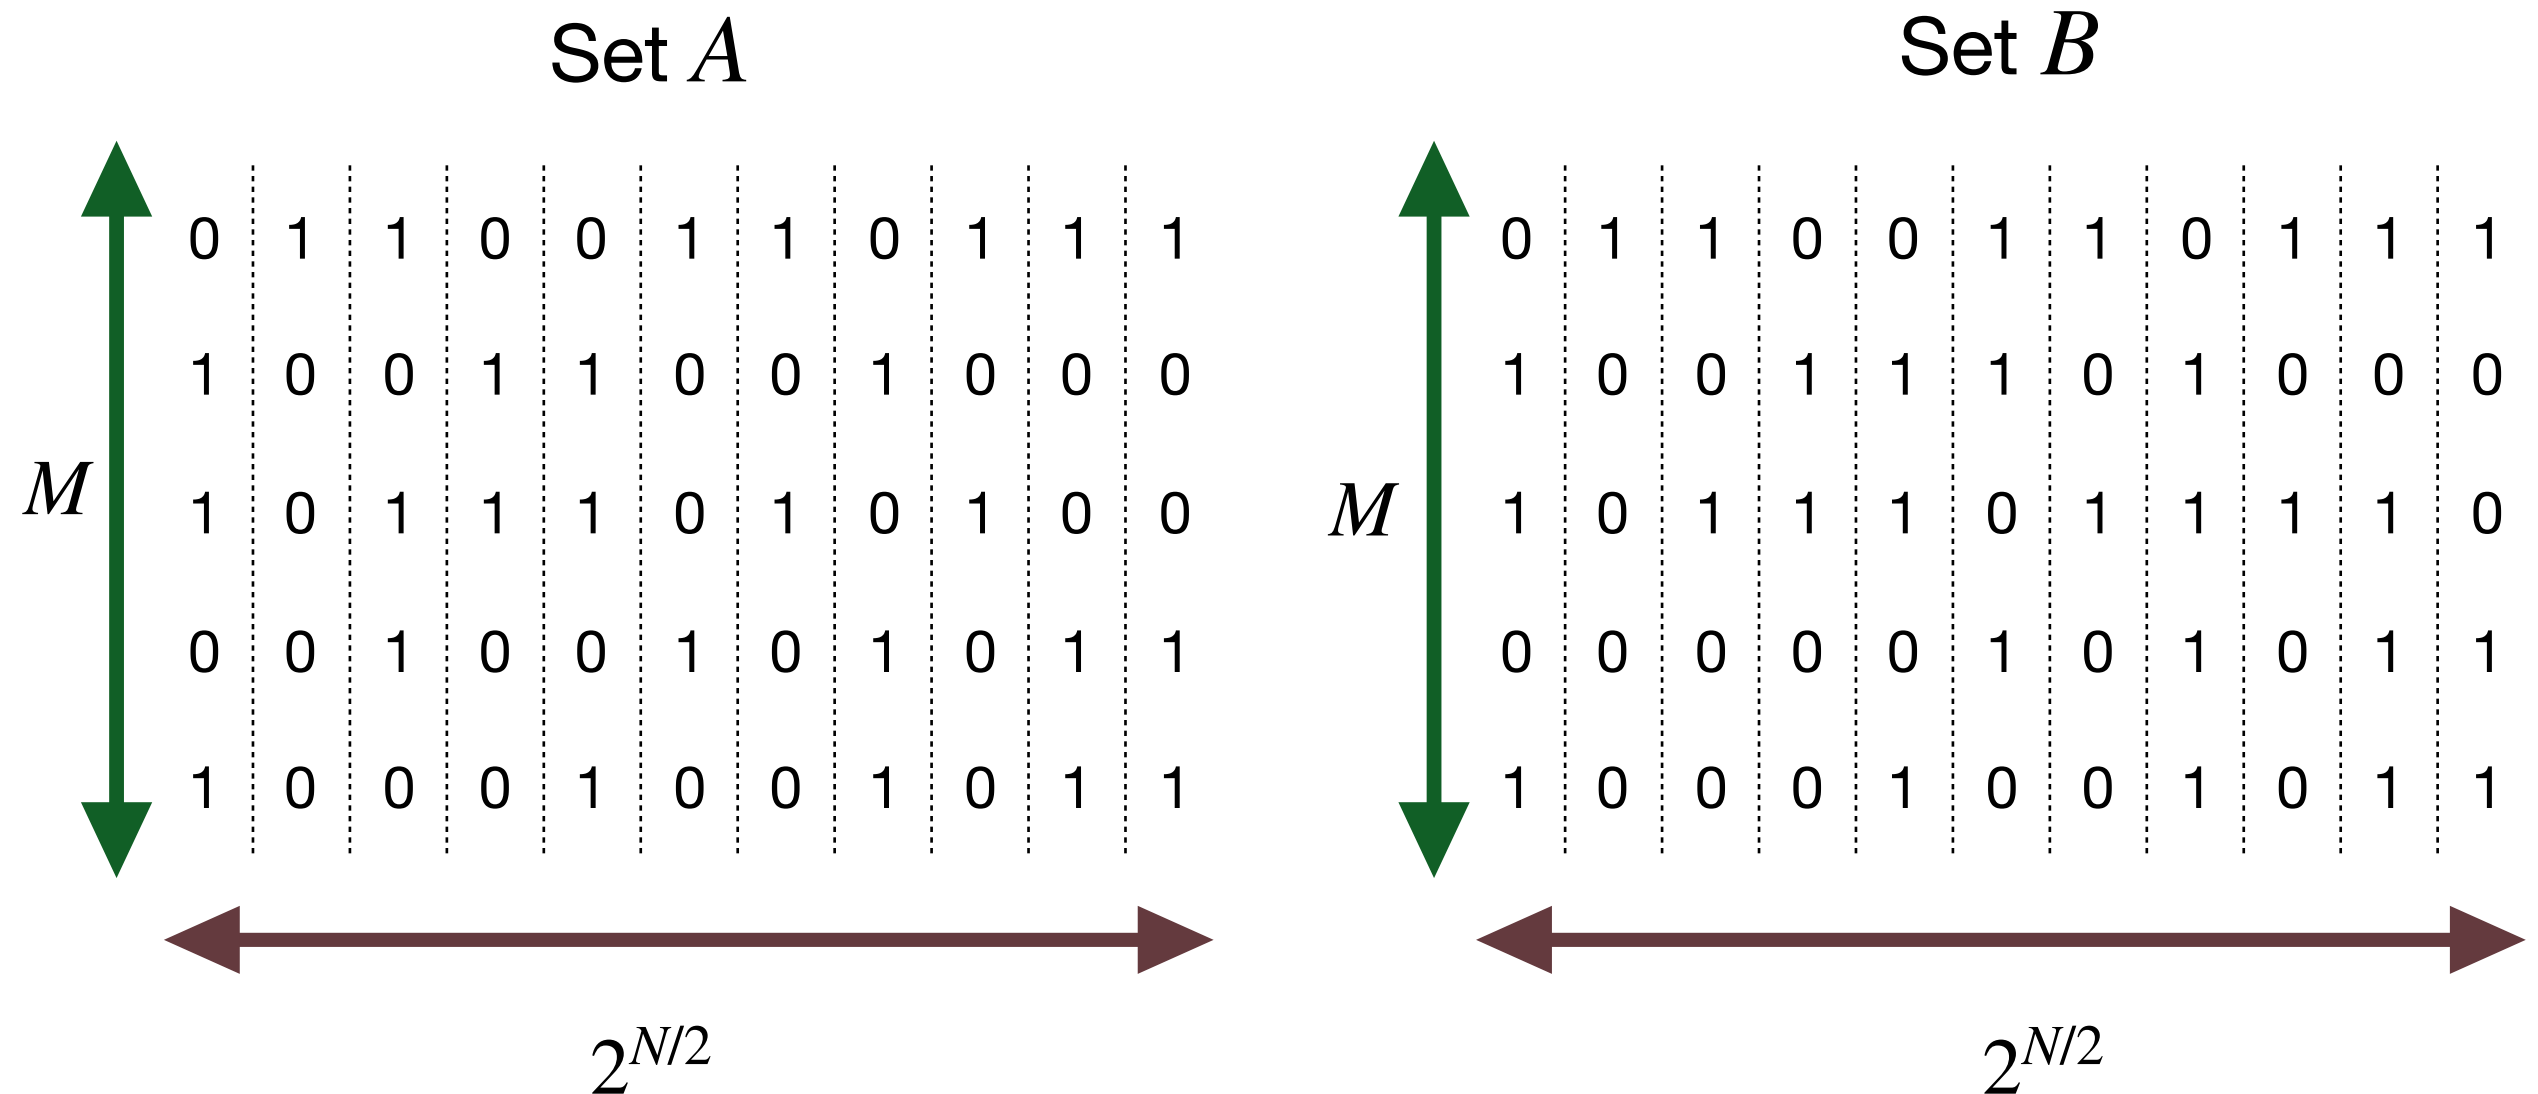 Set A Set B
0 1 1 0 0 1 1 0 1 1 1 0 1 1 0 0 1 1 0 1 1 1
1 0 0 1 1 0 0 1 0 0 0 1 0 0 1 1 1 0 1 0 0 0
M 1 0 1 1 1 0 1 0 1 0 0 M 1 0 1 1 1 0 1 1 1 1 0
0 0 1 0 0 1 0 1 0 1 1 0 0 0 0 0 1 0 1 0 1 1
1 0 0 0 1 0 0 1 0 1 1 1 0 0 0 1 0 0 1 0 1 1
2^{N/2} 2^{N/2}